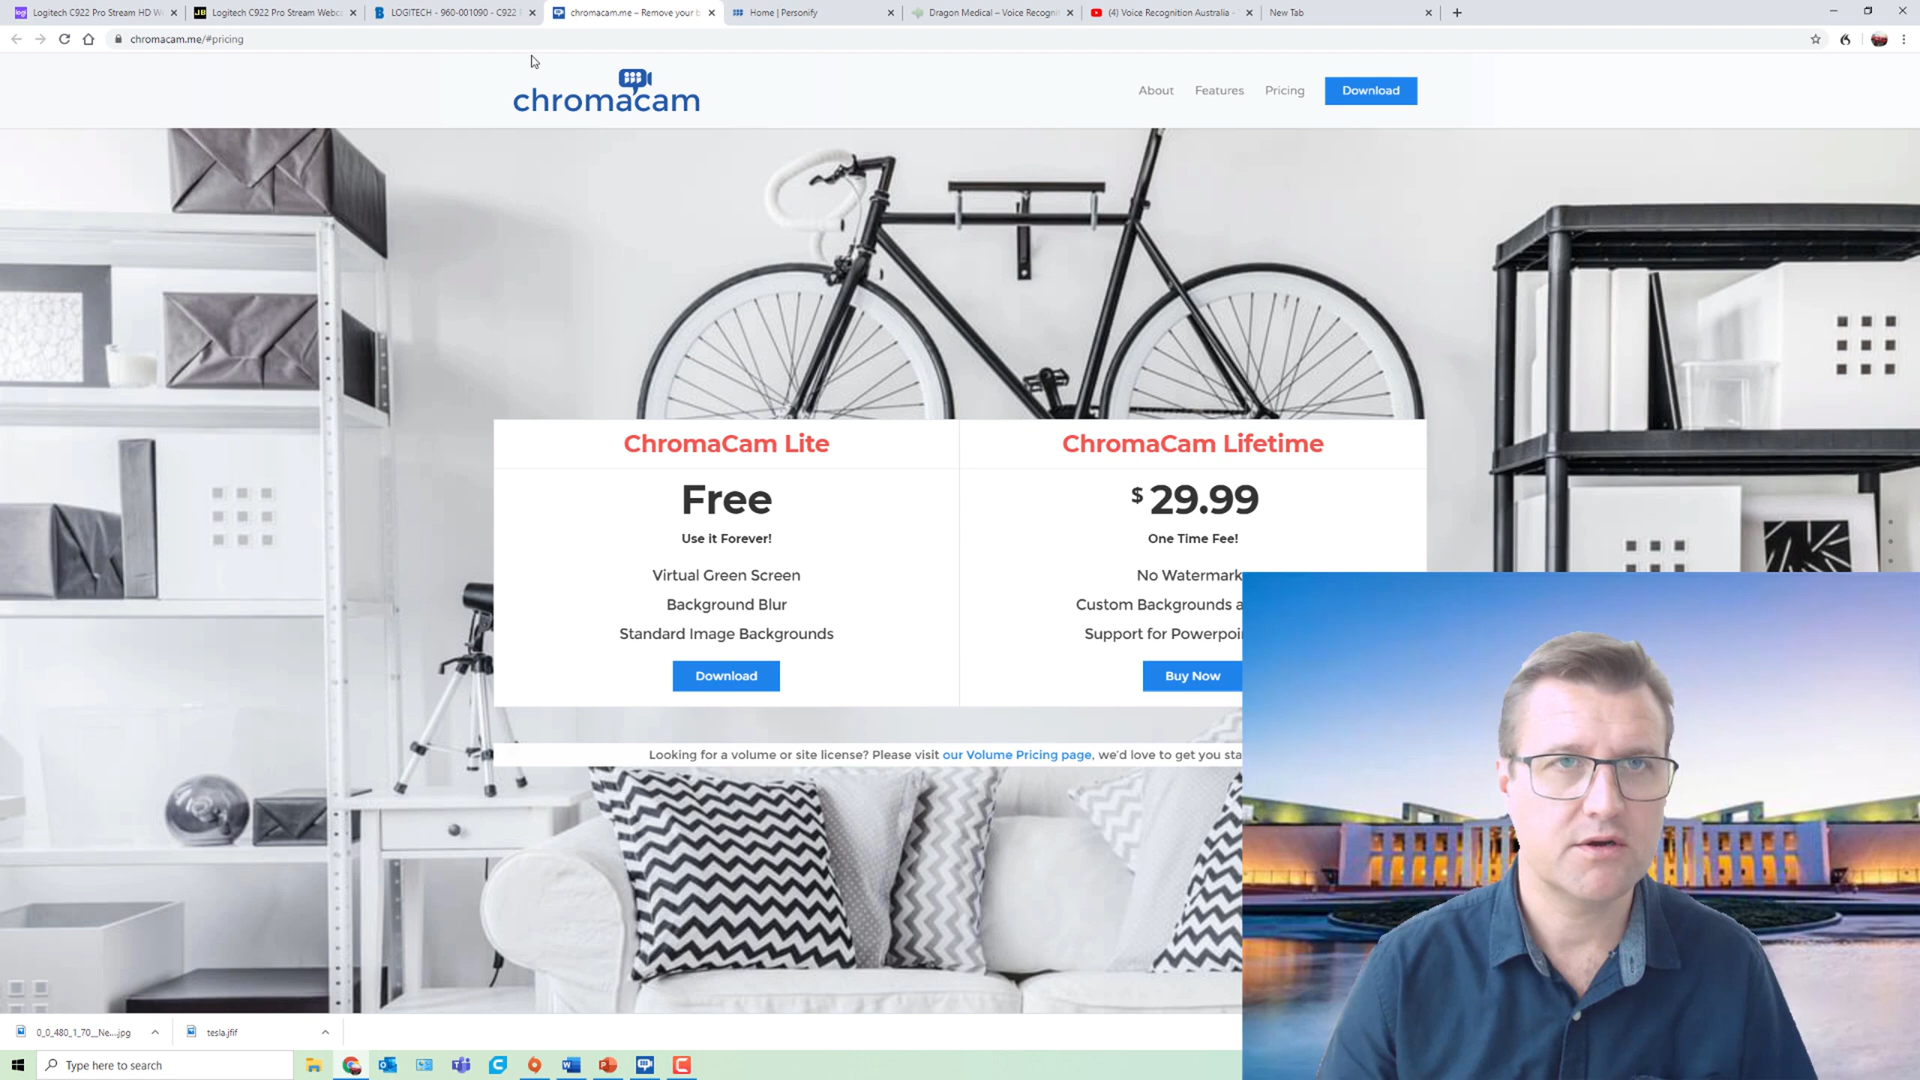 Logitech C922 Pro Stream HD W
Logitech C922 Pro Stream Webc
LOGITECH - 960-001090 - C922
chromacam.me – Remove your b
Home | Personify
Dragon Medical – Voice Recogni
(4) Voice Recognition Australia -
New Tab
chromacam.me/#pricing
chromacam
About
Features
Pricing
Download
ChromaCam Lite
Free
Use it Forever!
Virtual Green Screen
Background Blur
Standard Image Backgrounds
Download
ChromaCam Lifetime
$ 29.99
One Time Fee!
No Watermark
Custom Backgrounds a
Support for Powerpoi
Buy Now
Looking for a volume or site license? Please visit our Volume Pricing page, we'd love to get you sta
0_0_480_1_70__Ne....jpg
tesla.jfif
Type here to search